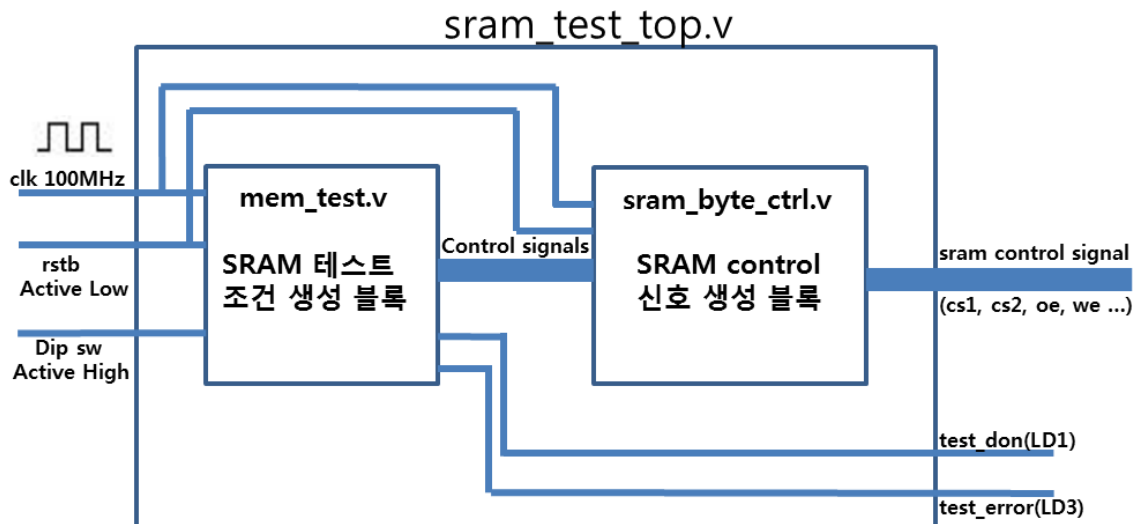 sram_test_top.v
clk 100MHz
rstb
Active Low
Dip sw
Active High
mem_test.v
SRAM 테스트
조건 생성 블록
Control signals
sram_byte_ctrl.v
SRAM control
신호 생성 블록
sram control signal
(cs1, cs2, oe, we ...)
test_don(LD1)
test_error(LD3)